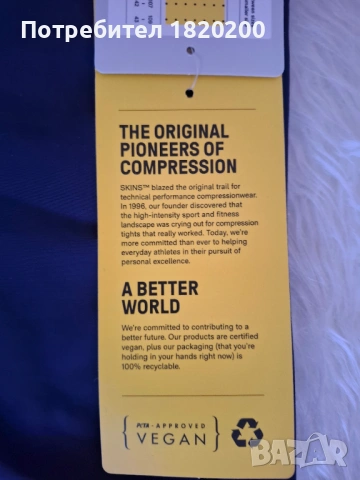 Потребител 1820200
THE ORIGINAL
PIONEERS OF
COMPRESSION
SKINS™ blazed the original trail for
technical performance compressionwear.
In 1996, our founder discovered that
the high-intensity sport and fitness
landscape was crying out for compression
tights that really worked. Today, we're
more committed than ever to helping
everyday athletes in their pursuit of
personal excellence.
A BETTER
WORLD
We're committed to contributing to a
better future. Our products are certified
vegan, plus our packaging (that you're
holding in your hands right now) is
100% recyclable.
PETA - APPROVED
VEGAN
BAZAR